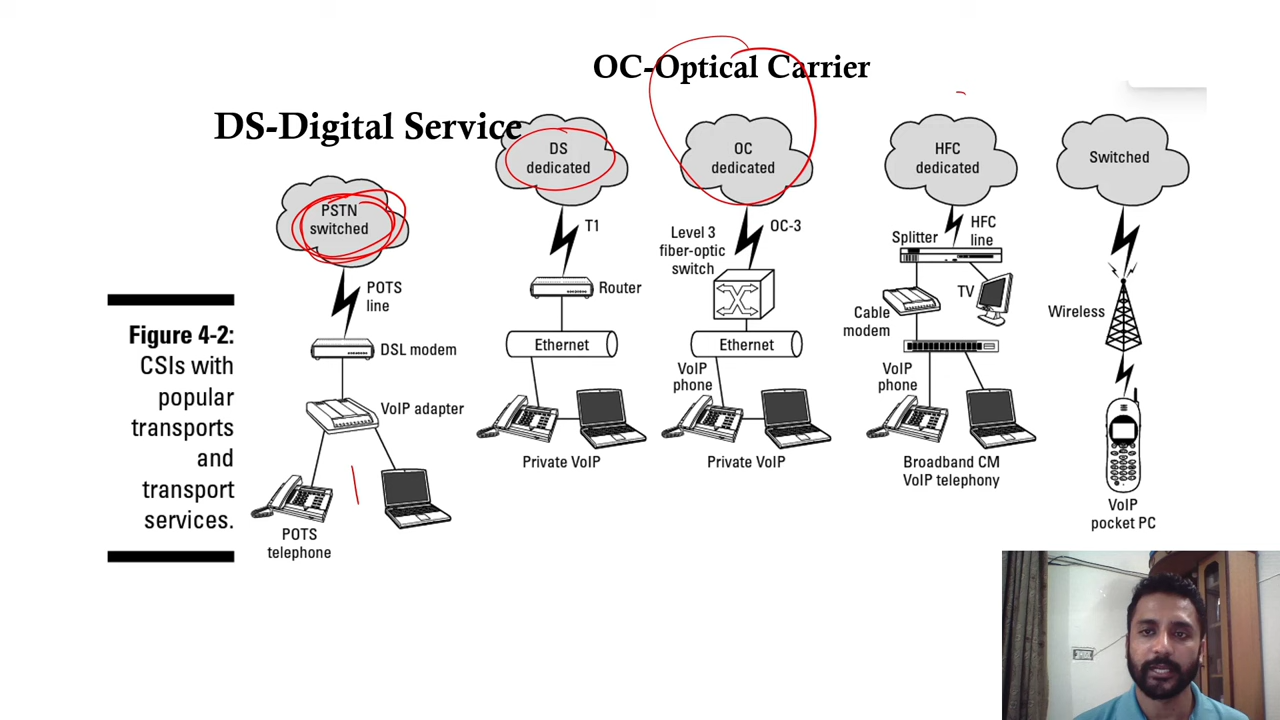 OC-Optical Carrier
DS-Digital Service
PSTN
switched
DS
dedicated
OC
dedicated
HFC
dedicated
Switched
POTS
line
T1
Level 3
fiber-optic
switch
OC-3
Splitter
HFC
line
Router
Cable
modem
TV
Wireless
DSL modem
Ethernet
Ethernet
VoIP adapter
VoIP
phone
VoIP
phone
Private VoIP
Private VoIP
Broadband CM
VoIP telephony
VoIP
pocket PC
POTS
telephone
Figure 4-2:
CSIs with
popular
transports
and
transport
services.